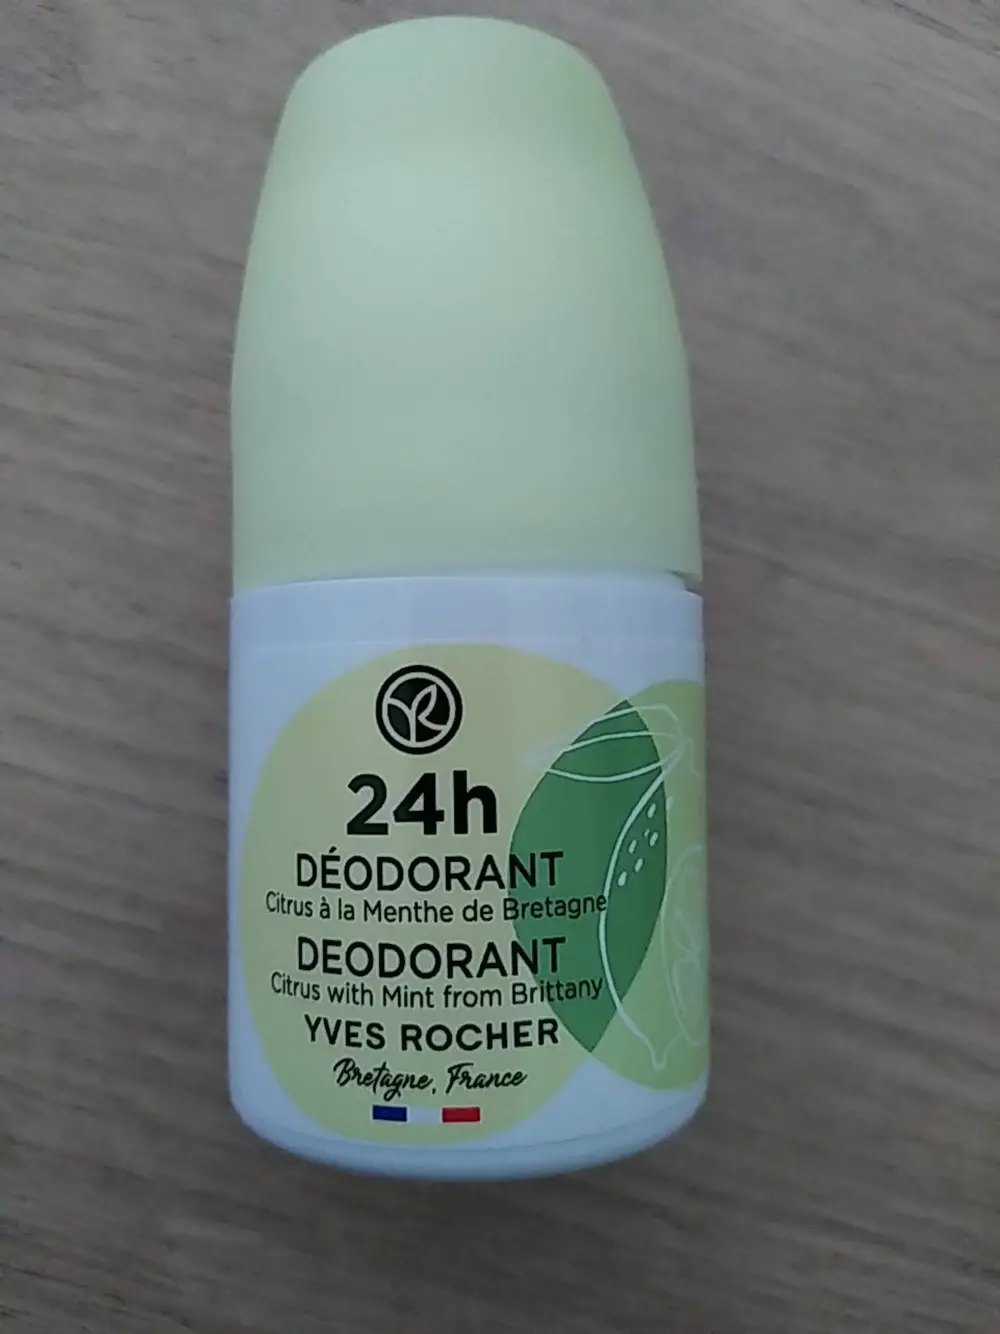 24h
DÉODORANT
Citrus à la Menthe de Bretagne
DEODORANT
Citrus with Mint from Brittany
YVES ROCHER
Bretagne, France